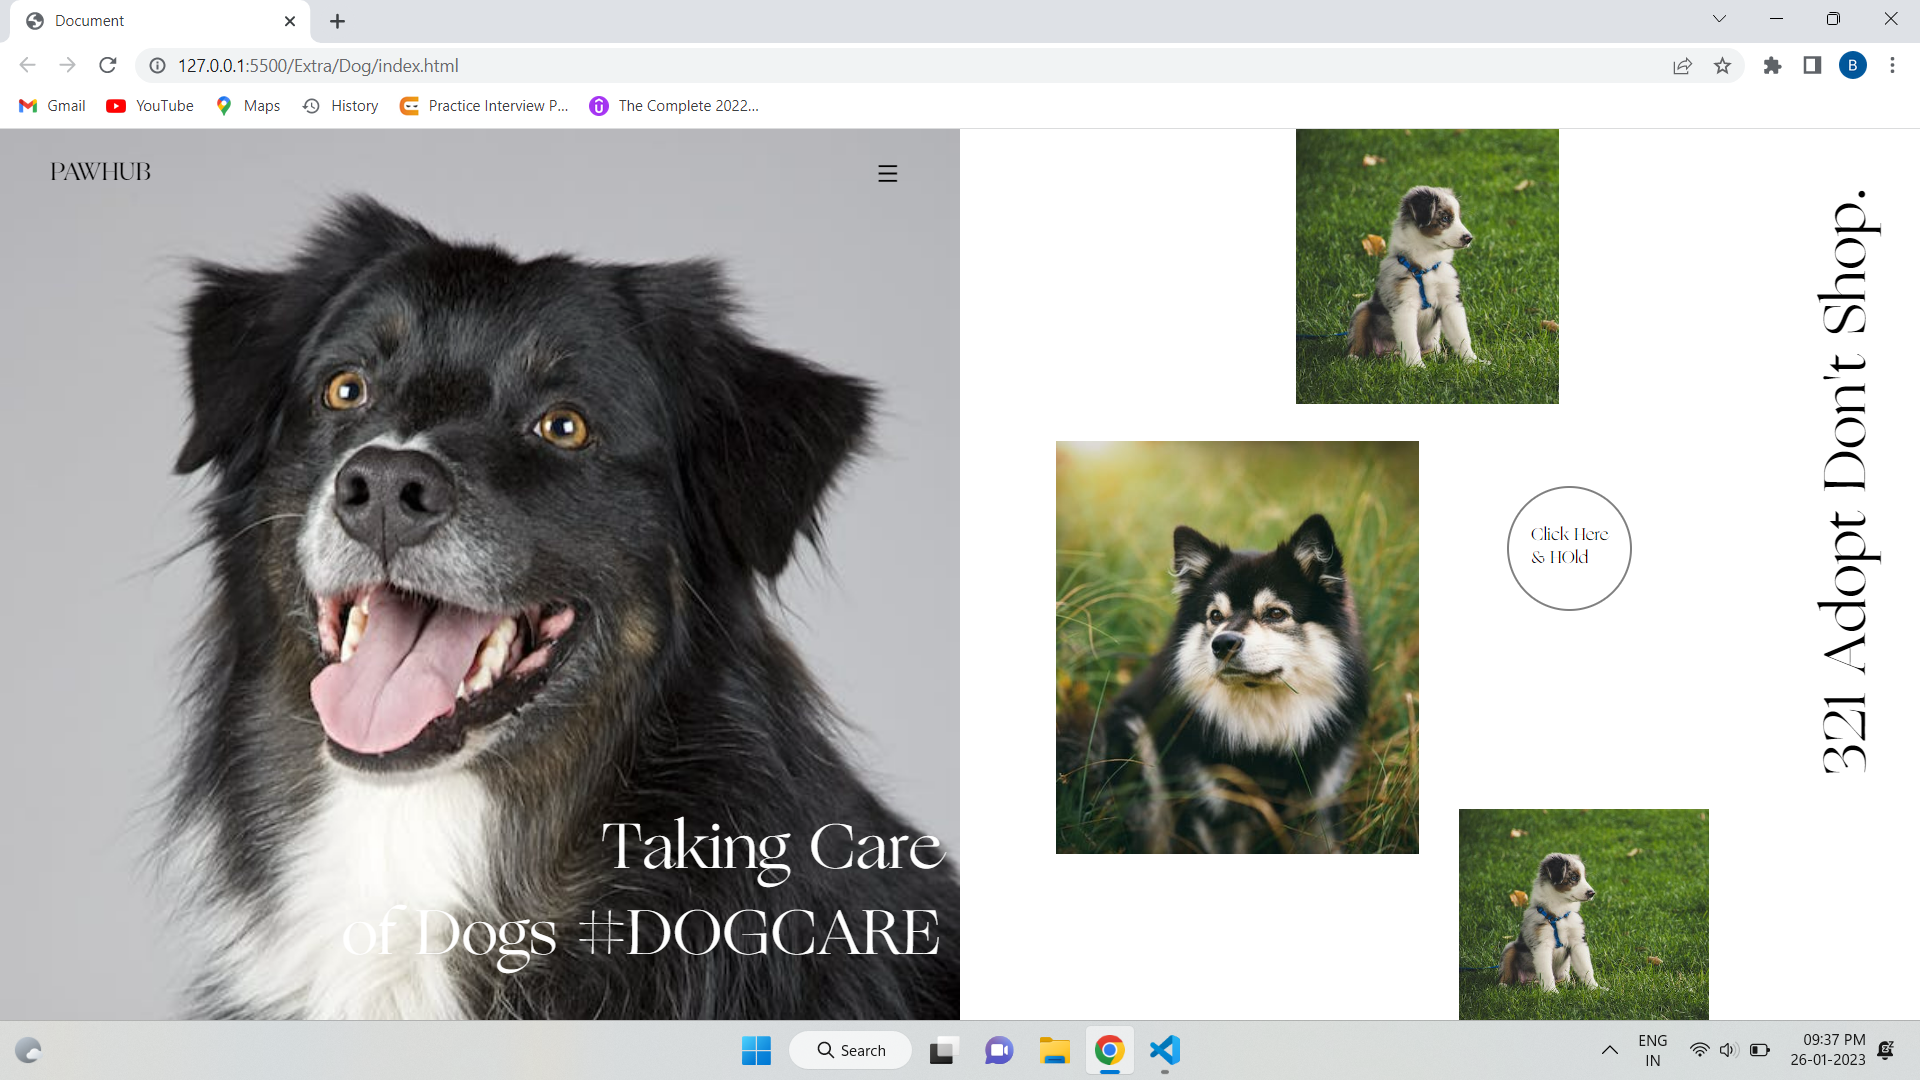 Document
127.0.0.1:5500/Extra/Dog/index.html
B
Gmail
YouTube
Maps
History
Practice Interview P...
The Complete 2022...
PAWHUB
Taking Care
of Dogs #DOGCARE
Click Here
& HOld
321 Adopt Don't Shop.
Search
ENG
IN
09:37 PM
26-01-2023